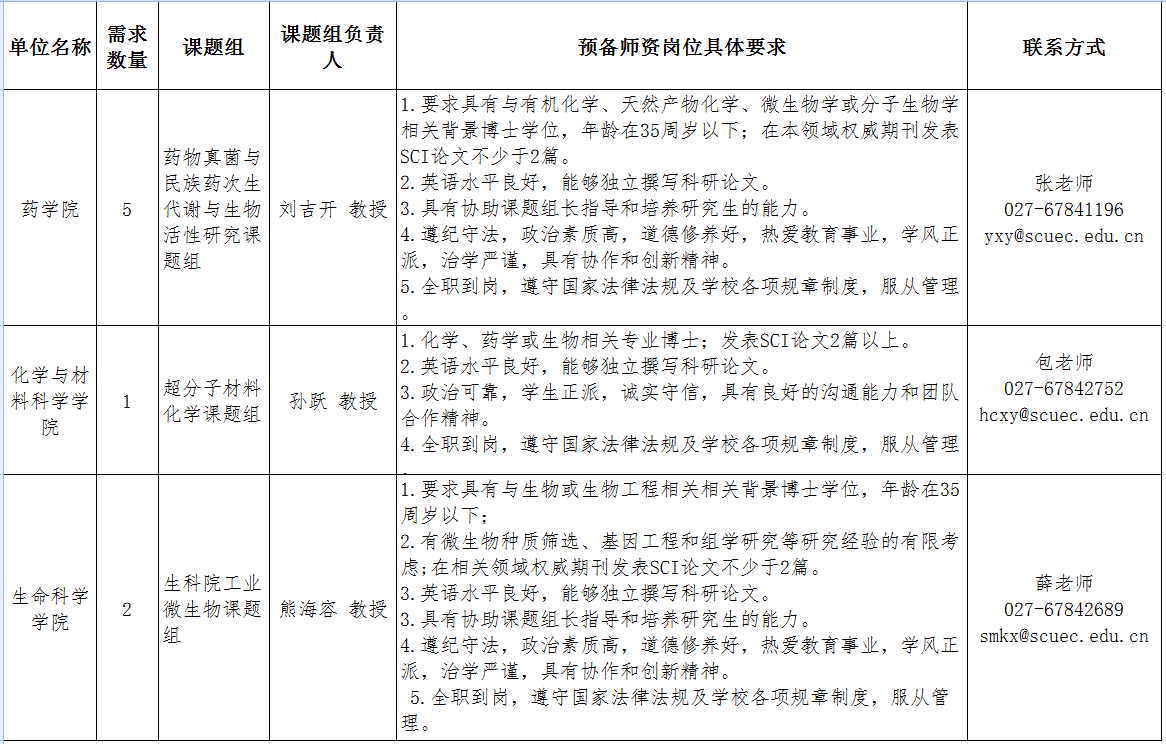 单位名称
需求
数量
课题组
课题组负责
人
预备师资岗位具体要求
联系方式
药学院
5
药物真菌与
民族药次生
代谢与生物
活性研究课
题组
刘吉开 教授
1.要求具有与有机化学、天然产物化学、微生物学或分子生物学
相关背景博士学位，年龄在35周岁以下；在本领域权威期刊发表
SCI论文不少于2篇。
2.英语水平良好，能够独立撰写科研论文。
3.具有协助课题组长指导和培养研究生的能力。
4.遵纪守法，政治素质高，道德修养好，热爱教育事业，学风正
派，治学严谨，具有协作和创新精神。
5.全职到岗，遵守国家法律法规及学校各项规章制度，服从管理
。
张老师
027-67841196
yxy@scuec.edu.cn
化学与材
料科学学
院
1
超分子材料
化学课题组
孙跃 教授
1.化学、药学或生物相关专业博士；发表SCI论文2篇以上。
2.英语水平良好，能够独立撰写科研论文。
3.政治可靠，学生正派，诚实守信，具有良好的沟通能力和团队
合作精神。
4.全职到岗，遵守国家法律法规及学校各项规章制度，服从管理
包老师
027-67842752
hcxy@scuec.edu.cn
生命科学
学院
2
生科院工业
微生物课题
组
熊海容 教授
1.要求具有与生物或生物工程相关相关背景博士学位，年龄在35
周岁以下；
2.有微生物种质筛选、基因工程和组学研究等研究经验的有限考
虑;在相关领域权威期刊发表SCI论文不少于2篇。
3.英语水平良好，能够独立撰写科研论文。
3.具有协助课题组长指导和培养研究生的能力。
4.遵纪守法，政治素质高，道德修养好，热爱教育事业，学风正
派，治学严谨，具有协作和创新精神。
5.全职到岗，遵守国家法律法规及学校各项规章制度，服从管
理。
薛老师
027-67842689
smkx@scuec.edu.cn